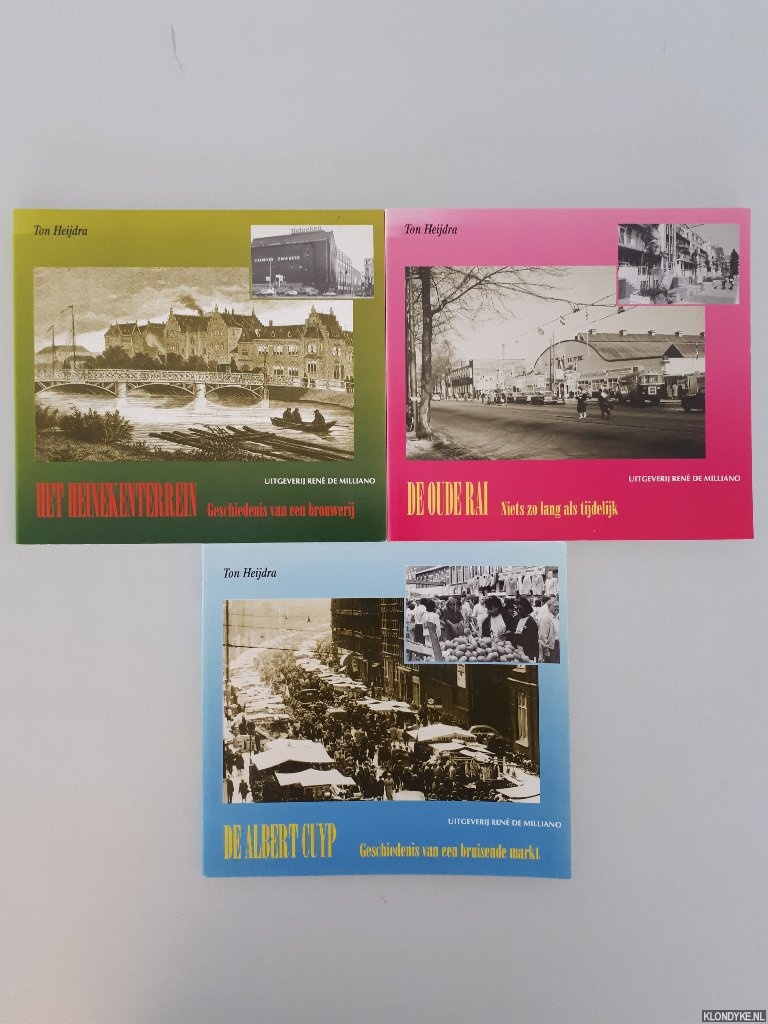 Ton Heijdra
Heineken
UITGEVERIJ RENÉ DE MILLIANO
HET HEINEKENTERREIN Geschiedenis van een brouwerij
Ton Heijdra
UITGEVERIJ RENÉ DE MILLIANO
DE OUDE RAI Niets zo lang als tijdelijk
Ton Heijdra
UITGEVERIJ RENÉ DE MILLIANO
DE ALBERT CUYP Geschiedenis van een bruisende markt
KLONDYKE.NL